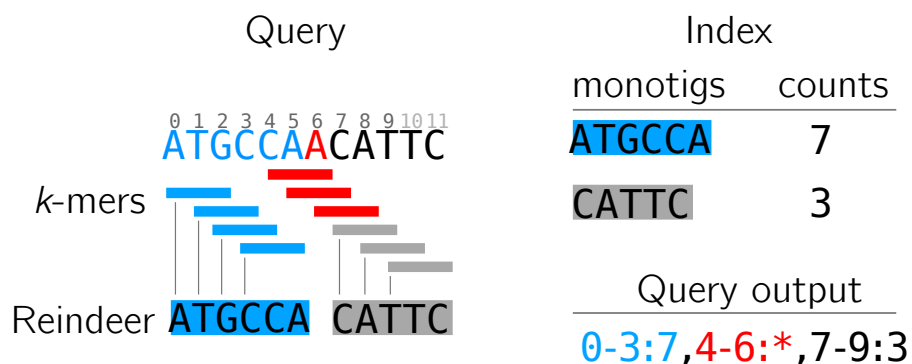 Query
0 1 2 3 4 5 6 7 8 9 10 11
ATGCCAACATTC
k-mers
Reindeer ATGCCA CATTC
Index
monotigs counts
ATGCCA 7
CATTC 3
Query output
0-3:7,4-6:*,7-9:3